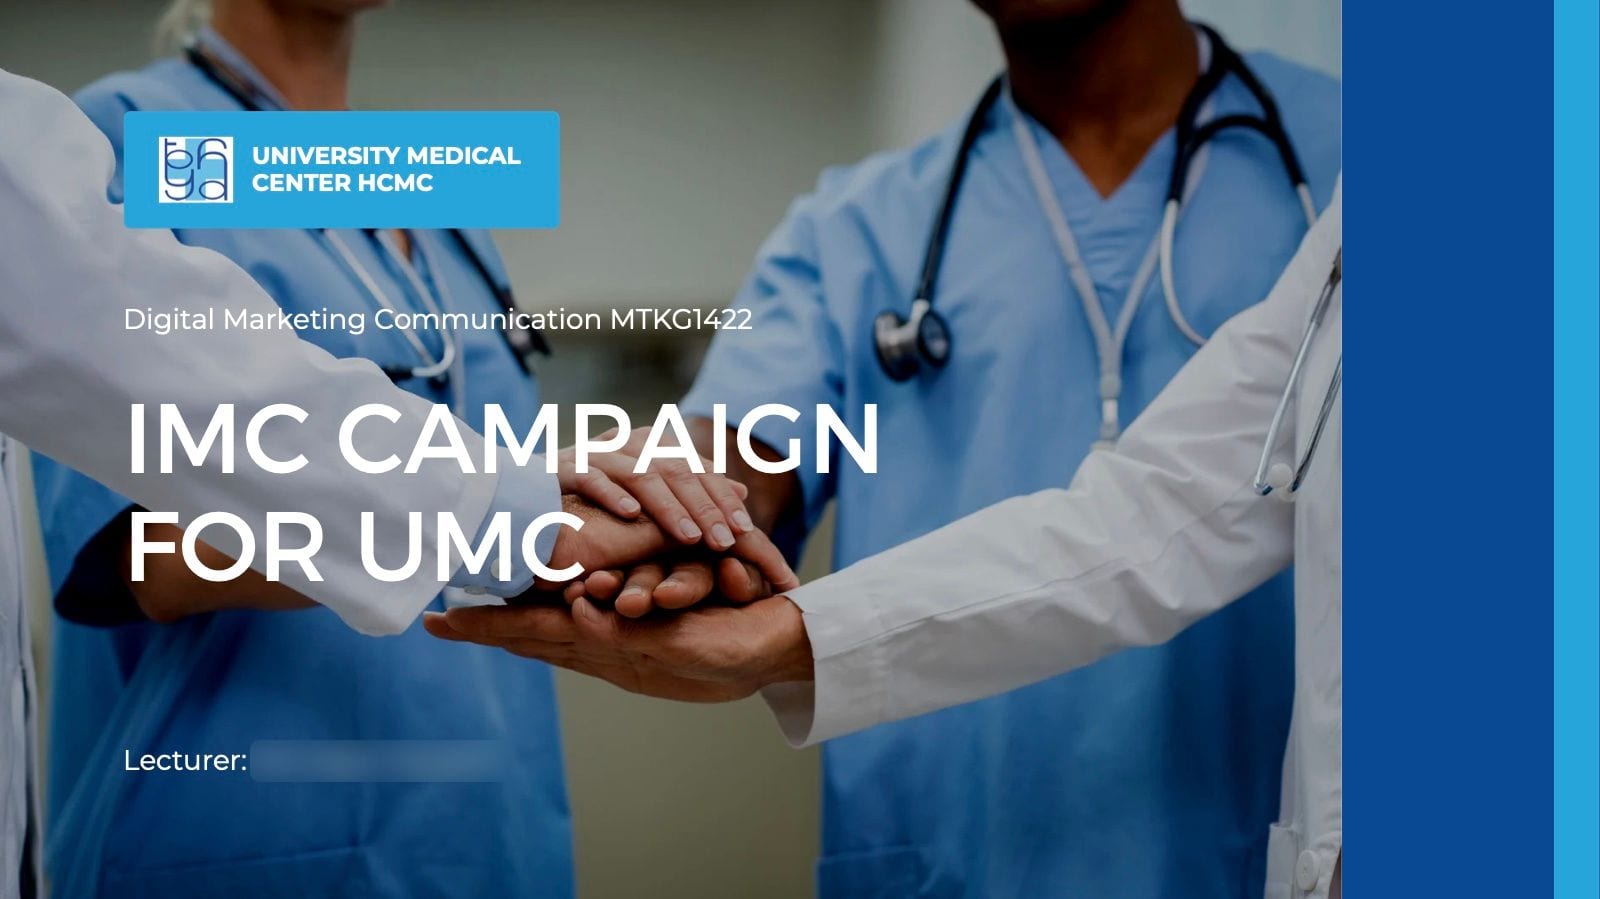 UNIVERSITY MEDICAL
CENTER HCMC
Digital Marketing Communication MTKG1422
IMC CAMPAIGN
FOR UMC
Lecturer: